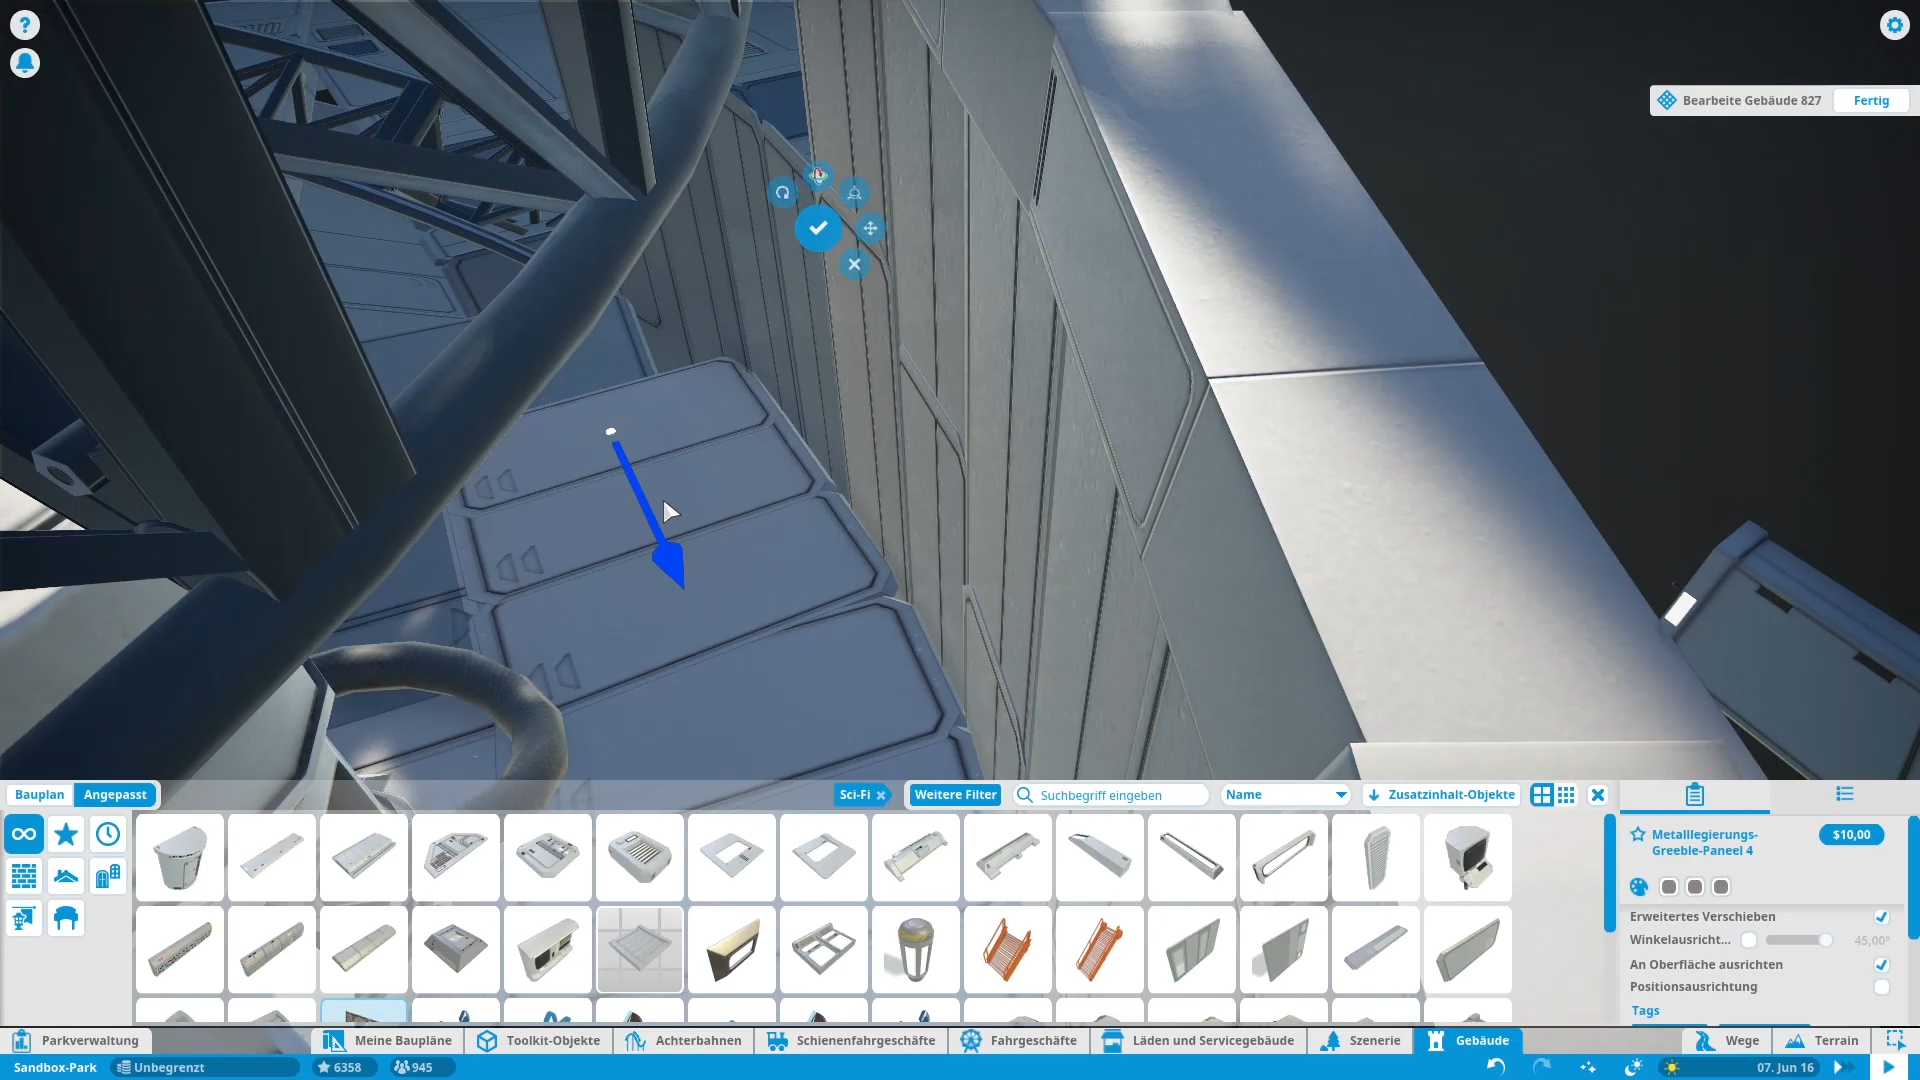 ?
Bearbeite Gebäude 827
Fertig
Bauplan
Angepasst
Sci-Fi
Weitere Filter
Suchbegriff eingeben
Name
Zusatzinhalt-Objekte
Metalllegierungs-
Greeble-Paneel 4
$10,00
Erweitertes Verschieben
Winkelausricht...
45,00°
An Oberfläche ausrichten
Positionsausrichtung
Tags
Parkverwaltung
Meine Baupläne
Toolkit-Objekte
Achterbahnen
Schienenfahrgeschäfte
Fahrgeschäfte
Läden und Servicegebäude
Szenerie
Gebäude
Wege
Terrain
Sandbox-Park
Unbegrenzt
6358
945
07. Jun 16